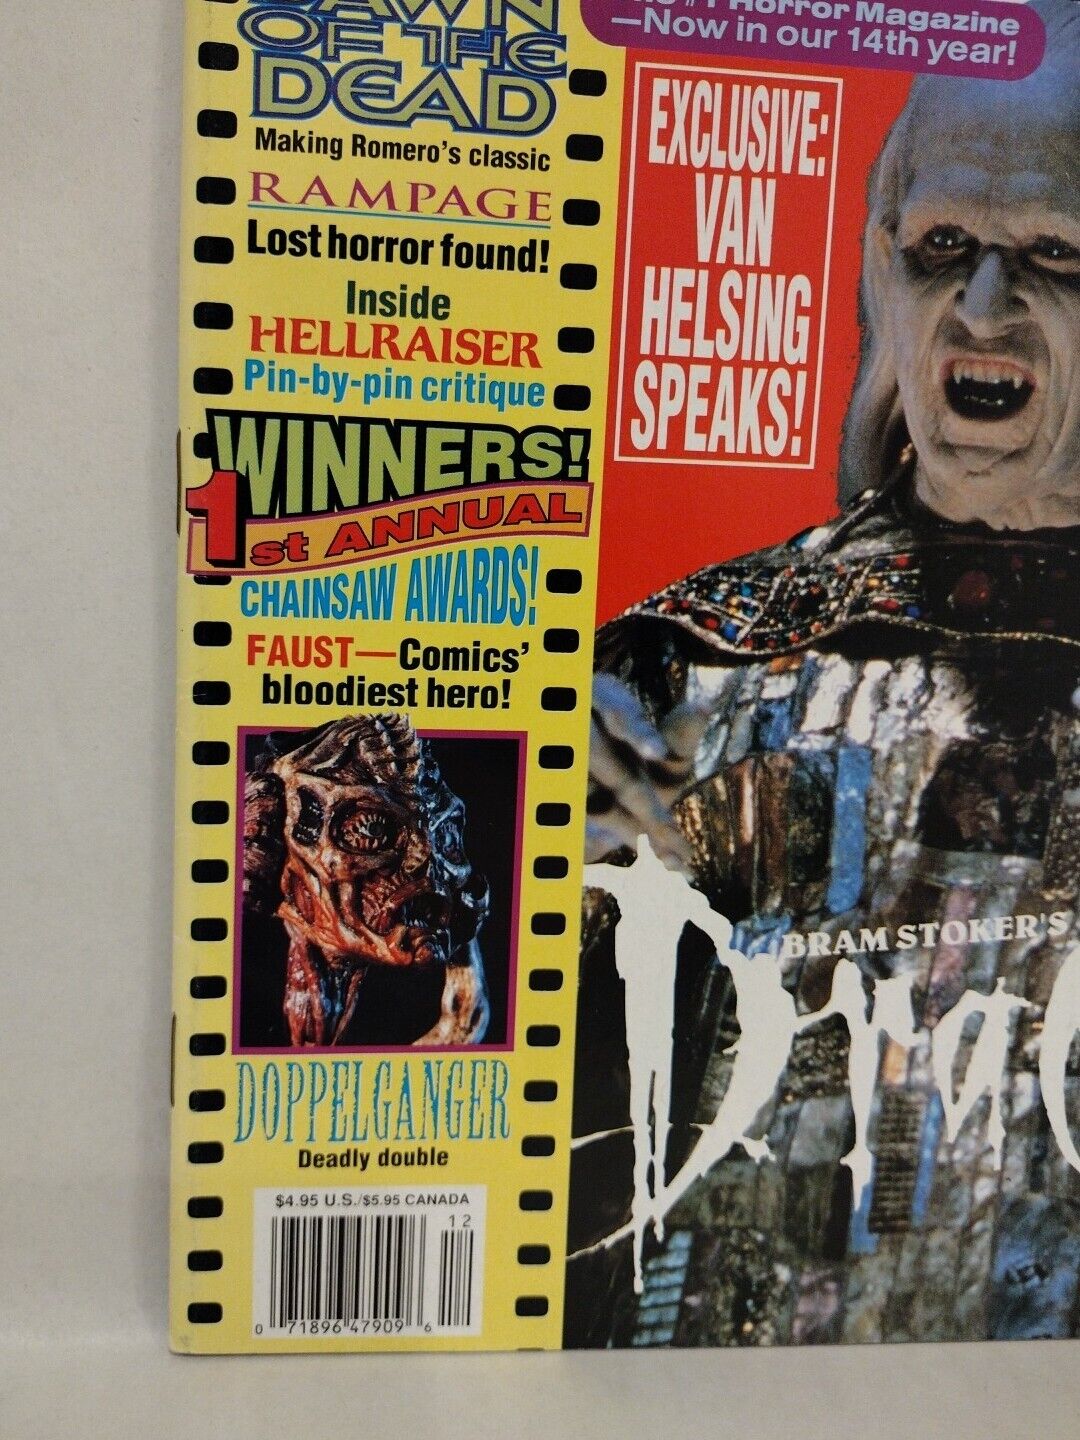 DAWN
OF THE
DEAD
Making Romero's classic
RAMPAGE
Lost horror found!
Inside
HELLRAISER
Pin-by-pin critique
WINNERS!
1st ANNUAL
CHAINSAW AWARDS!
FAUST—Comics'
bloodiest hero!
DOPPELGANGER
Deadly double
$4.95 U.S./$5.95 CANADA
12
0 71896 47909 6
#1 Horror Magazine
—Now in our 14th year!
EXCLUSIVE:
VAN
HELSING
SPEAKS!
BRAM STOKER'S
Drac